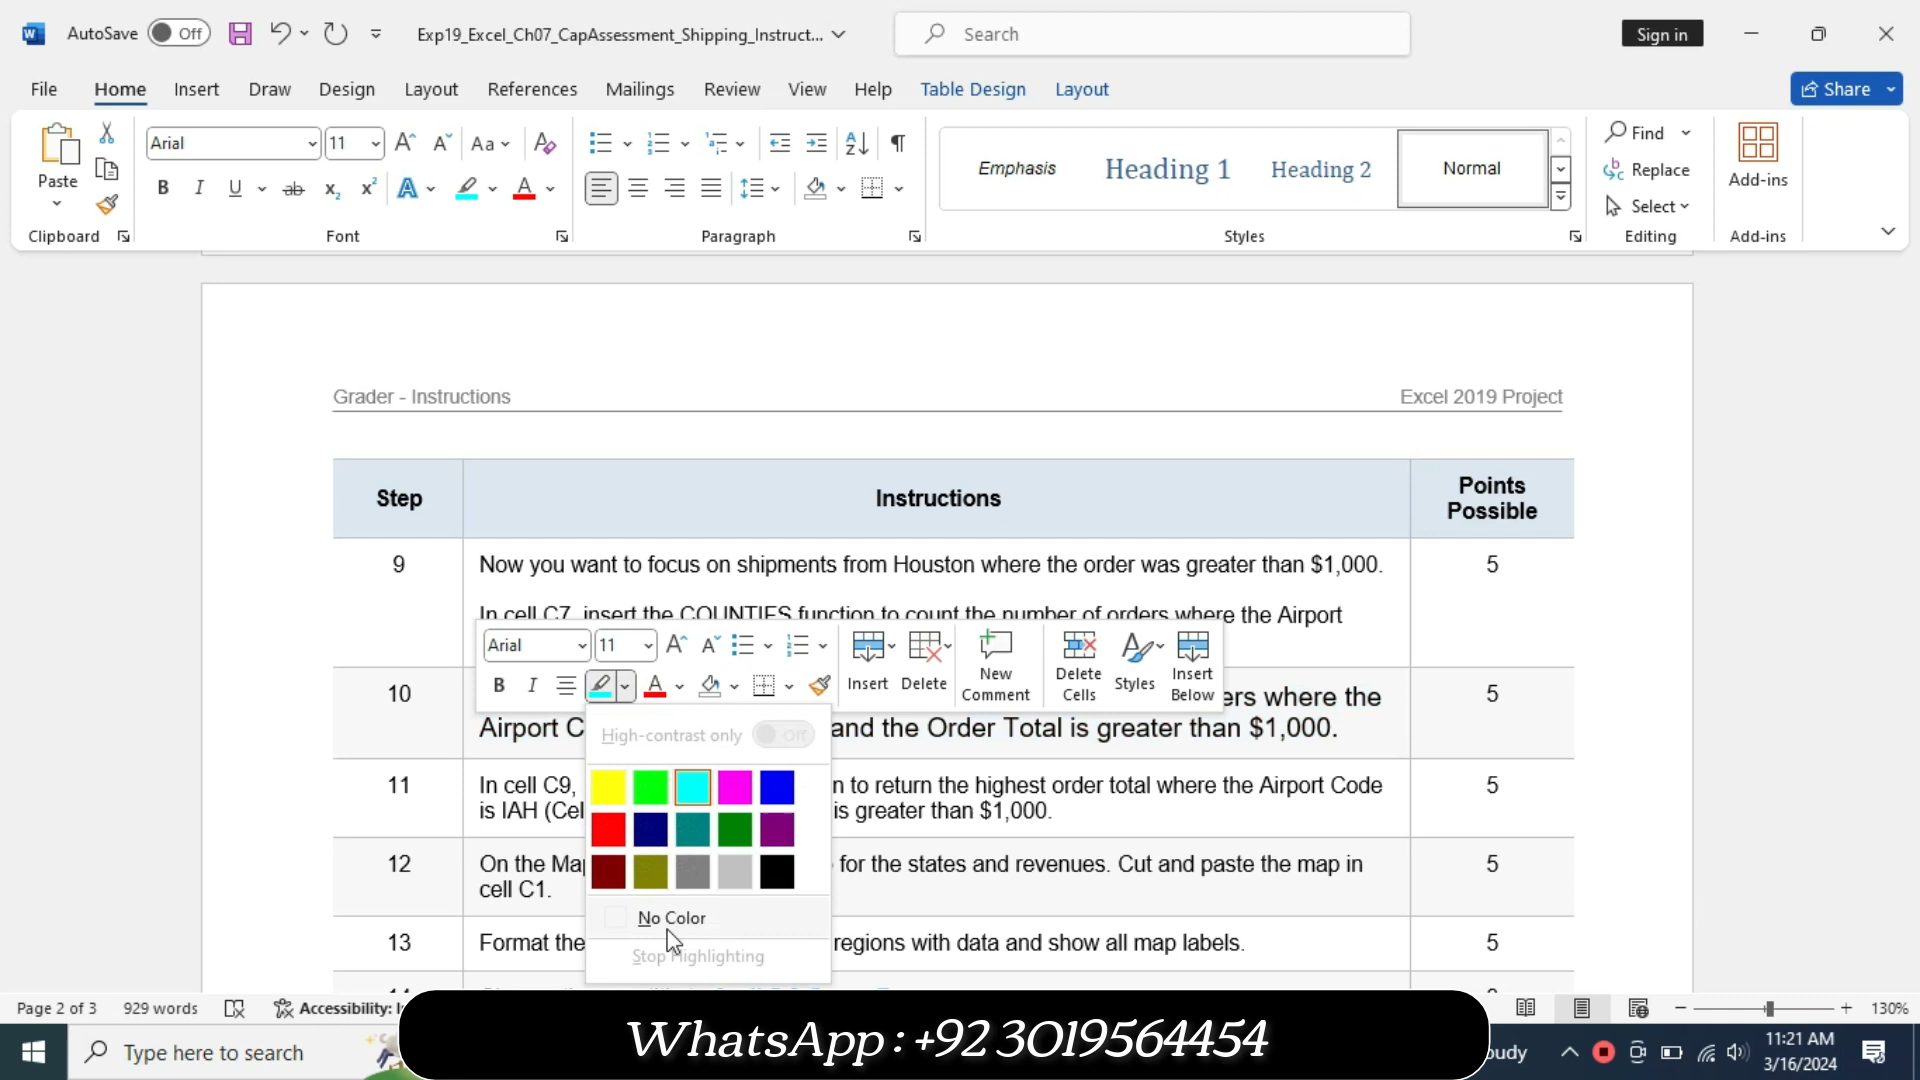 AutoSave Off Exp19_Excel_Ch07_CapAssessment_Shipping_Instruct... Search Sign in
File Home Insert Draw Design Layout References Mailings Review View Help Table Design Layout Share
Arial 11 Aa Emphasis Heading 1 Heading 2 Normal
Paste
Find
Replace
Select
Add-ins
Clipboard Font Paragraph Styles Editing Add-ins
Grader - Instructions Excel 2019 Project
Step Instructions Points Possible
9 Now you want to focus on shipments from Houston where the order was greater than $1,000. 5
In cell C7, insert the COUNTIFS function to count the number of orders where the Airport
Arial 11
B I
Insert Delete New Comment Delete Cells Styles Insert Below
10 ers where the 5
Airport C and the Order Total is greater than $1,000.
High-contrast only Off
11 In cell C9, n to return the highest order total where the Airport Code 5
is IAH (Cel is greater than $1,000.
12 On the Map for the states and revenues. Cut and paste the map in 5
cell C1.
No Color
13 Format the regions with data and show all map labels. 5
Stop Highlighting
Page 2 of 3 929 words Accessibility: 130%
Type here to search
WhatsApp : +92 3019564454
oudy 11:21 AM
3/16/2024